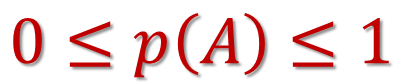 0 ≤ p(A) ≤ 1